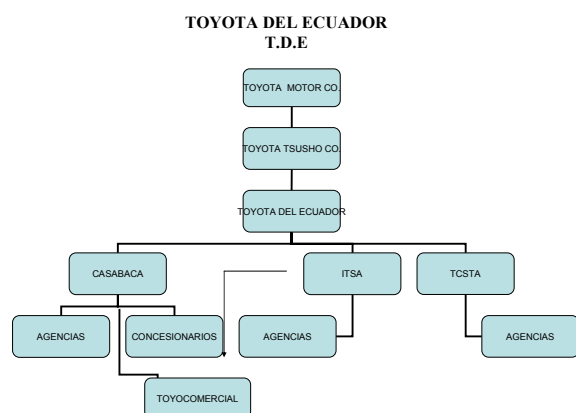 TOYOTA DEL ECUADOR
T.D.E
TOYOTA MOTOR CO.
TOYOTA TSUSHO CO.
TOYOTA DEL ECUADOR
CASABACA
ITSA
TCSTA
AGENCIAS
CONCESIONARIOS
AGENCIAS
AGENCIAS
TOYOCOMERCIAL